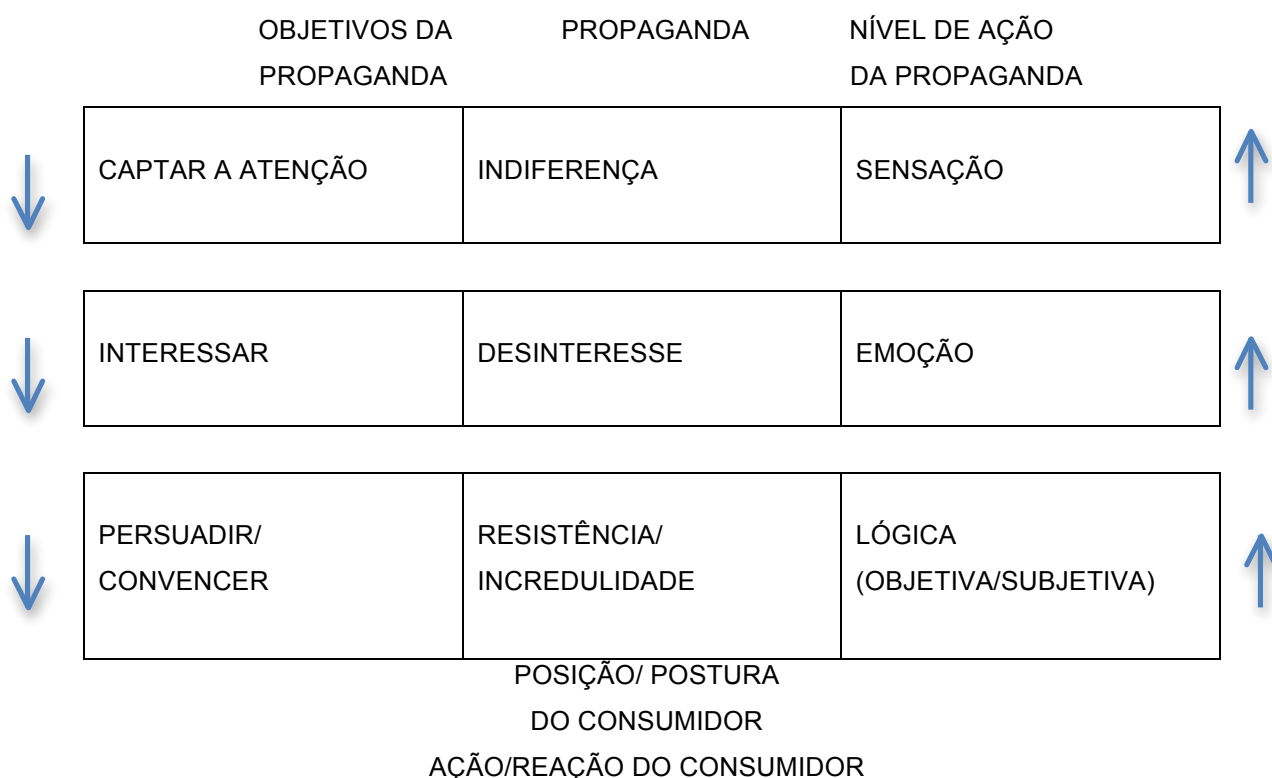 OBJETIVOS DA PROPAGANDA NÍVEL DE AÇÃO
PROPAGANDA DA PROPAGANDA
CAPTAR A ATENÇÃO INDIFERENÇA SENSAÇÃO
INTERESSAR DESINTERESSE EMOÇÃO
PERSUADIR/ RESISTÊNCIA/ LÓGICA
CONVENCER INCREDULIDADE (OBJETIVA/SUBJETIVA)
POSIÇÃO/ POSTURA
DO CONSUMIDOR
AÇÃO/REAÇÃO DO CONSUMIDOR